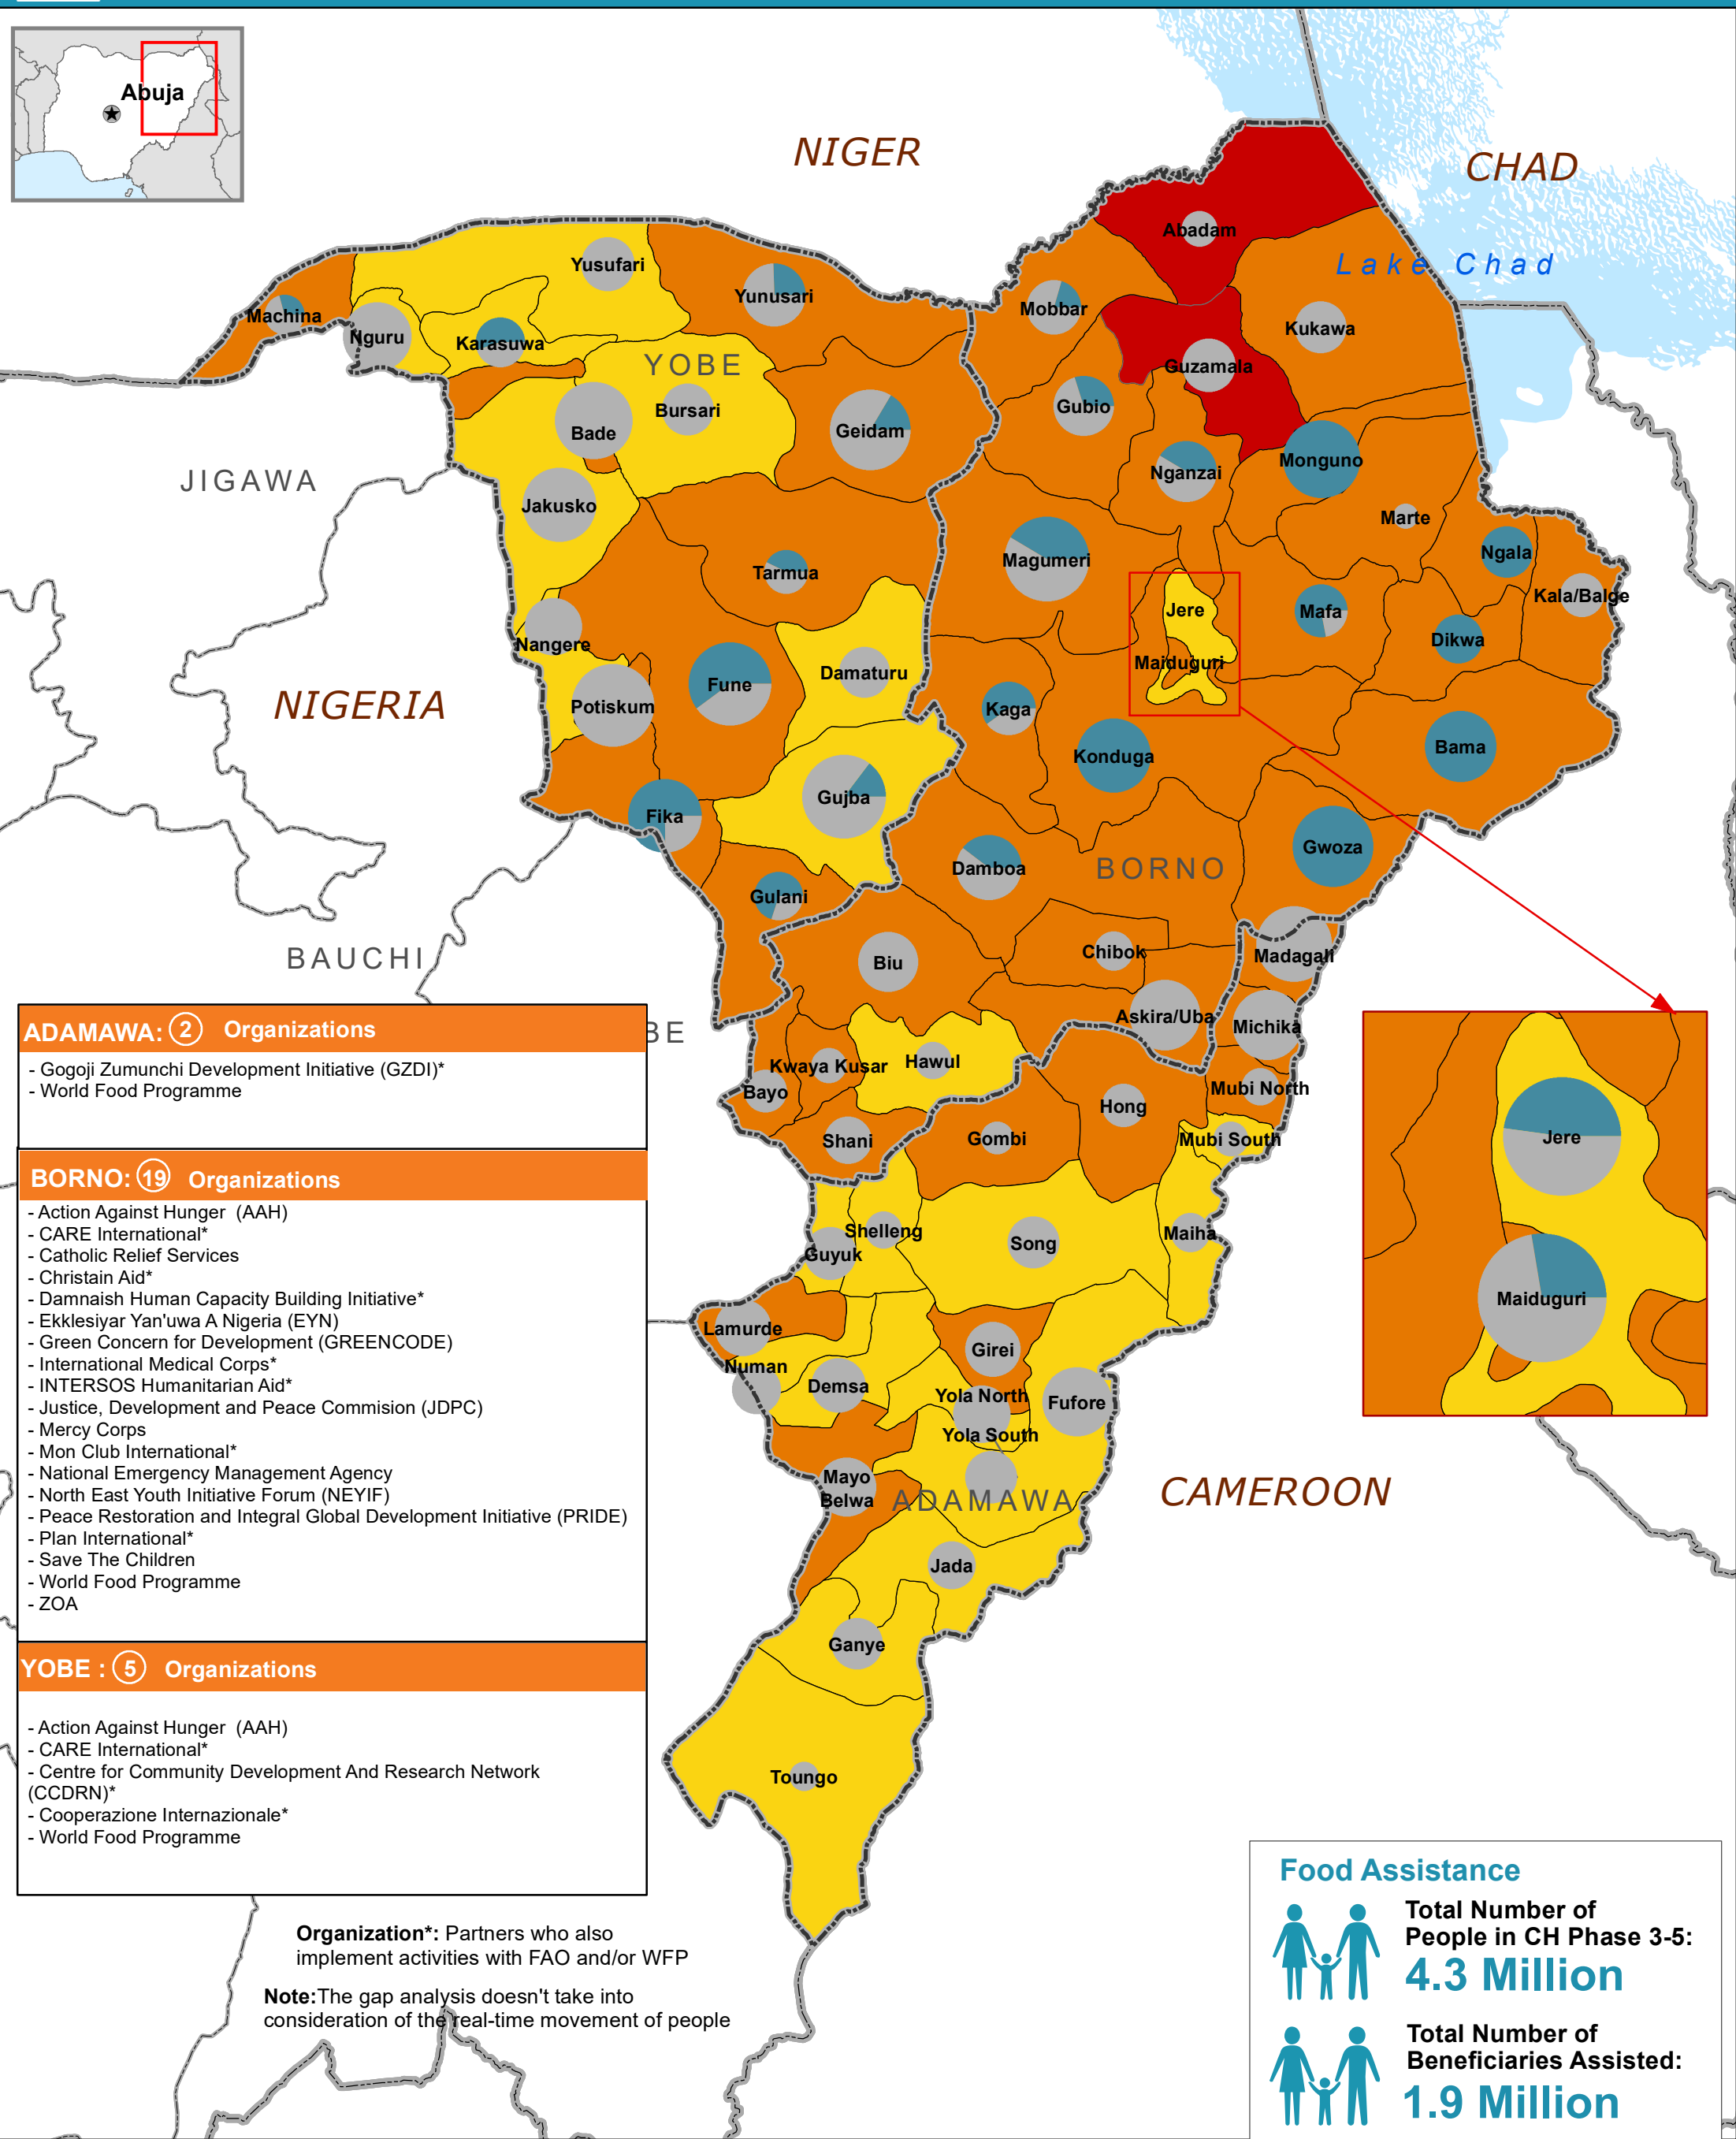 Abuja
NIGER
CHAD
Lake Chad
Abadam
Yusufari
Yunusari
Machina
Mobbar
Kukawa
Nguru
Karasuwa
YOBE
Guzamala
Bursari
Gubio
Bade
Geidam
Monguno
Nganzai
JIGAWA
Jakusko
Marte
Ngala
Magumeri
Tarmua
Kala/Balge
Jere
Mafa
Dikwa
Nangere
Maiduguri
Damaturu
Fune
NIGERIA
Potiskum
Kaga
Bama
Konduga
Gujba
Fika
Gwoza
Damboa
BORNO
Gulani
BAUCHI
Biu
Chibok
Madagali
Askira/Uba
Michika
BE
Hawul
Kwaya Kusar
Bayo
Mubi North
Hong
Shani
Gombi
Mubi South
Jere
Shelleng
Maiha
Song
Guyuk
Maiduguri
Lamurde
Girei
Numan
Demsa
Yola North
Fufore
Yola South
Mayo
Belwa
ADAMAWA
CAMEROON
Jada
Ganye
Toungo
ADAMAWA: 2 Organizations
- Gogoji Zumunchi Development Initiative (GZDI)*
- World Food Programme
BORNO: 19 Organizations
- Action Against Hunger (AAH)
- CARE International*
- Catholic Relief Services
- Christain Aid*
- Damnaish Human Capacity Building Initiative*
- Ekklesiyar Yan'uwa A Nigeria (EYN)
- Green Concern for Development (GREENCODE)
- International Medical Corps*
- INTERSOS Humanitarian Aid*
- Justice, Development and Peace Commision (JDPC)
- Mercy Corps
- Mon Club International*
- National Emergency Management Agency
- North East Youth Initiative Forum (NEYIF)
- Peace Restoration and Integral Global Development Initiative (PRIDE)
- Plan International*
- Save The Children
- World Food Programme
- ZOA
YOBE : 5 Organizations
- Action Against Hunger (AAH)
- CARE International*
- Centre for Community Development And Research Network
(CCDRN)*
- Cooperazione Internazionale*
- World Food Programme
Organization*: Partners who also
implement activities with FAO and/or WFP
Note:The gap analysis doesn't take into
consideration of the real-time movement of people
Food Assistance
Total Number of
People in CH Phase 3-5:
4.3 Million
Total Number of
Beneficiaries Assisted:
1.9 Million